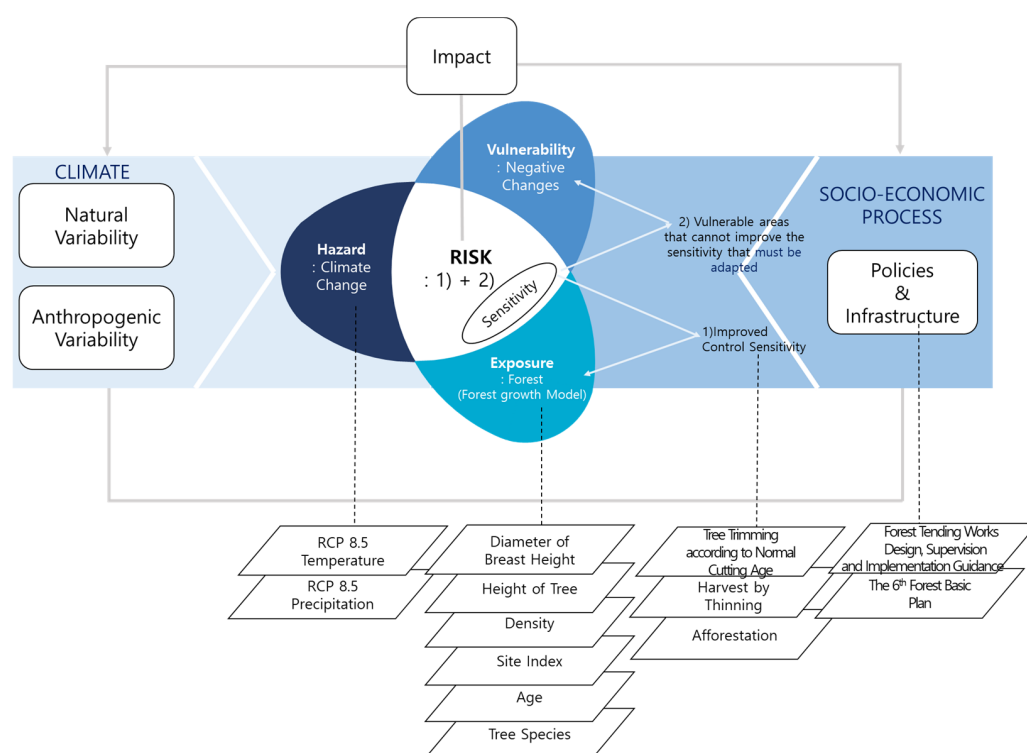 Impact
CLIMATE
Natural
Variability
Anthropogenic
Variability
Hazard
: Climate
Change
Vulnerability
: Negative
Changes
RISK
: 1) + 2)
Sensitivity
Exposure
: Forest
(Forest growth Model)
2) Vulnerable areas
that cannot improve the
sensitivity that must be
adapted
1)Improved
Control Sensitivity
SOCIO-ECONOMIC
PROCESS
Policies
&
Infrastructure
RCP 8.5
Temperature
RCP 8.5
Precipitation
Diameter of
Breast Height
Height of Tree
Density
Site Index
Age
Tree Species
Tree Trimming
according to Normal
Cutting Age
Harvest by
Thinning
Afforestation
Forest Tending Works
Design, Supervision
and Implementation Guidance
The 6th Forest Basic
Plan